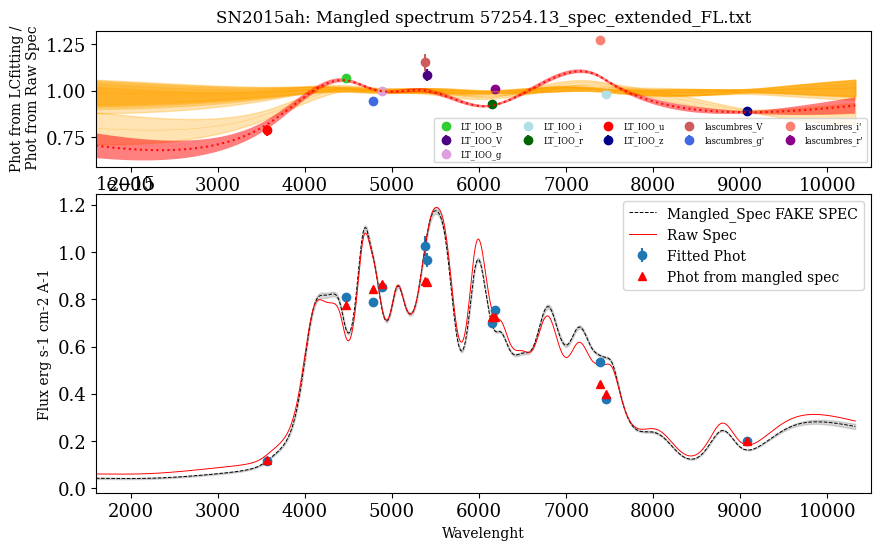 SN2015ah: Mangled spectrum 57254.13_spec_extended_FL.txt
Phot from LCfitting /
Phot from Raw Spec
1.25
1.00
0.75
LT_IOO_B
LT_IOO_V
LT_IOO_g
LT_IOO_i
LT_IOO_r
LT_IOO_u
LT_IOO_z
lascumbres_V
lascumbres_g'
lascumbres_i'
lascumbres_r'
2000 3000 4000 5000 6000 7000 8000 9000 10000
1e−15
Flux erg s-1 cm-2 A-1
1.2
1.0
0.8
0.6
0.4
0.2
0.0
Mangled_Spec FAKE SPEC
Raw Spec
Fitted Phot
Phot from mangled spec
2000 3000 4000 5000 6000 7000 8000 9000 10000
Wavelenght